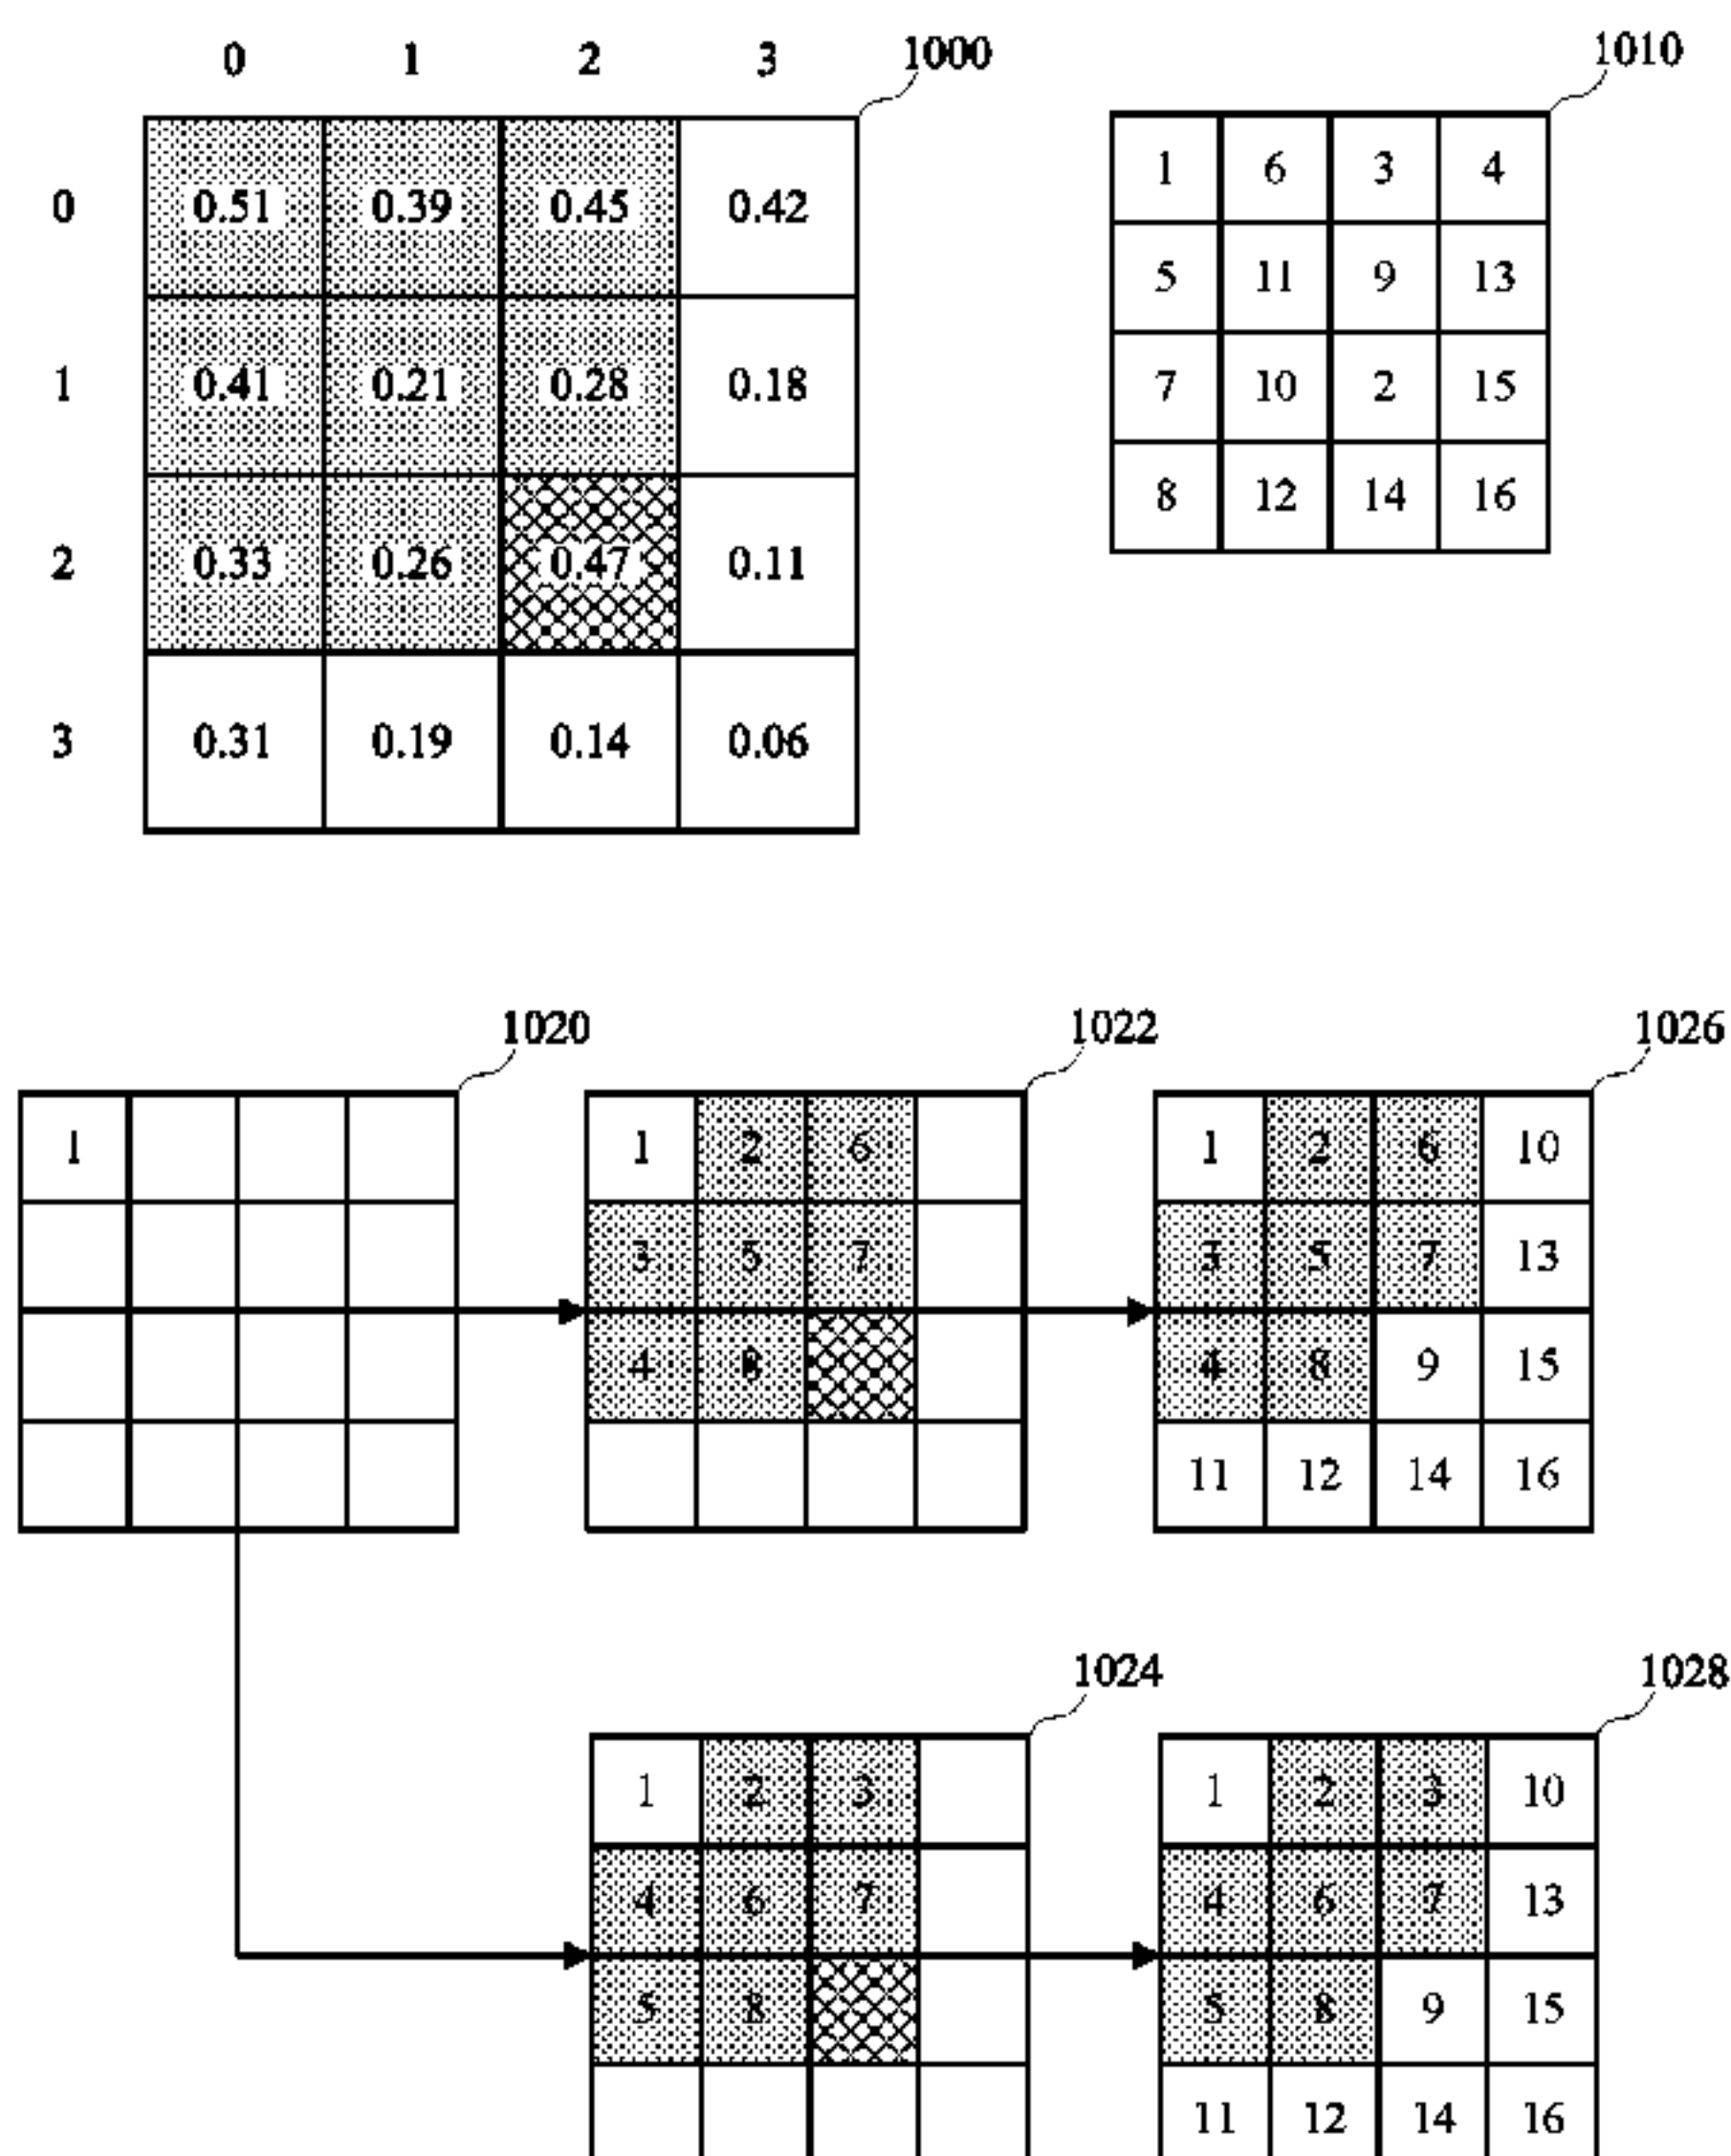 0 1 2 3 1000
0 0.51 0.39 0.45 0.42
1 0.41 0.21 0.28 0.18
2 0.33 0.26 0.47 0.11
3 0.31 0.19 0.14 0.06
1010
1 6 3 4
5 11 9 13
7 10 2 15
8 12 14 16
1020
1
1022
1 2 6
3 5 7
4 8
1026
1 2 6 10
3 5 7 13
4 8 9 15
11 12 14 16
1024
1 2 3
4 6 7
5 8
1028
1 2 3 10
4 6 7 13
5 8 9 15
11 12 14 16